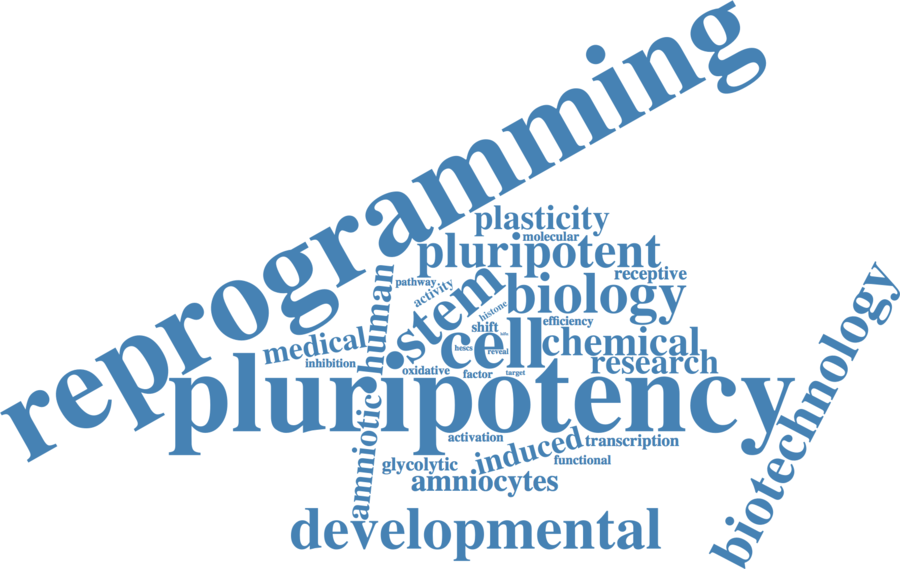 reprogramming
plasticity
molecular
pluripotent
receptive
human
pathway
activity
stem
biology
histone
efficiency
shift
cell
chemical
medical
hescs
reveal
research
inhibition
oxidative
factor
target
pluripotency
biotechnology
amniotic
activation
induced
transcription
glycolytic
functional
amniocytes
developmental